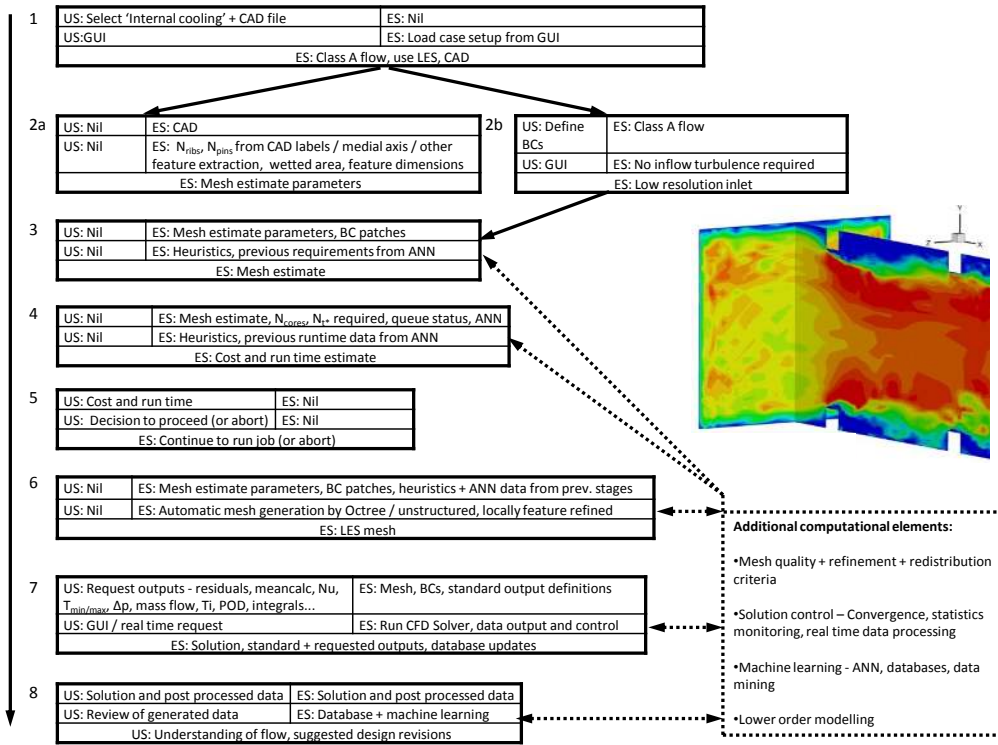 1
US: Select 'Internal cooling' + CAD file
ES: Nil
US:GUI
ES: Load case setup from GUI
ES: Class A flow, use LES, CAD
2a
US: Nil
ES: CAD
US: Nil
ES: N_ribs, N_pins from CAD labels / medial axis / other
feature extraction, wetted area, feature dimensions
ES: Mesh estimate parameters
2b
US: Define
BCs
ES: Class A flow
US: GUI
ES: No inflow turbulence required
ES: Low resolution inlet
3
US: Nil
ES: Mesh estimate parameters, BC patches
US: Nil
ES: Heuristics, previous requirements from ANN
ES: Mesh estimate
Y
Z
X
4
US: Nil
ES: Mesh estimate, N_cores, N_t* required, queue status, ANN
US: Nil
ES: Heuristics, previous runtime data from ANN
ES: Cost and run time estimate
5
US: Cost and run time
ES: Nil
US: Decision to proceed (or abort)
ES: Nil
ES: Continue to run job (or abort)
6
US: Nil
ES: Mesh estimate parameters, BC patches, heuristics + ANN data from prev. stages
US: Nil
ES: Automatic mesh generation by Octree / unstructured, locally feature refined
ES: LES mesh
7
US: Request outputs - residuals, meancalc, Nu,
T_min/max, Δp, mass flow, Ti, POD, integrals...
ES: Mesh, BCs, standard output definitions
US: GUI / real time request
ES: Run CFD Solver, data output and control
ES: Solution, standard + requested outputs, database updates
8
US: Solution and post processed data
ES: Solution and post processed data
US: Review of generated data
ES: Database + machine learning
US: Understanding of flow, suggested design revisions
Additional computational elements:
•Mesh quality + refinement + redistribution
criteria
•Solution control – Convergence, statistics
monitoring, real time data processing
•Machine learning - ANN, databases, data
mining
•Lower order modelling